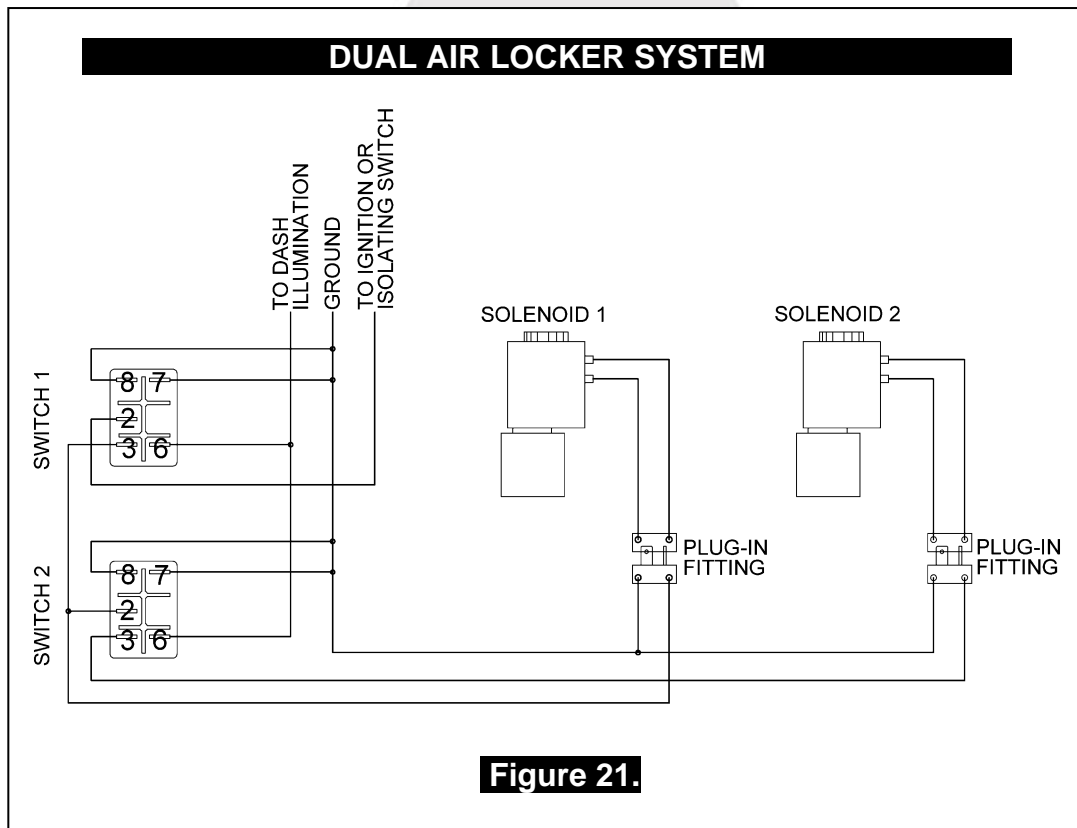 DUAL AIR LOCKER SYSTEM
TO DASH
ILLUMINATION
GROUND
TO IGNITION OR
ISOLATING SWITCH
SOLENOID 1
SOLENOID 2
SWITCH 1
8 7
2
3 6
PLUG-IN
FITTING
PLUG-IN
FITTING
SWITCH 2
8 7
2
3 6
Figure 21.